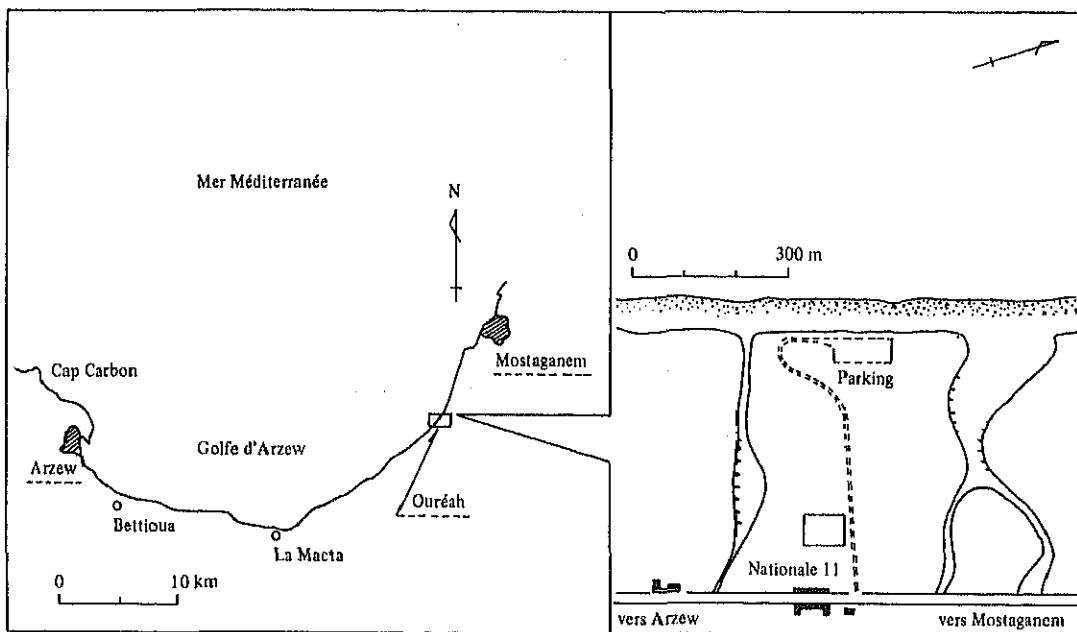 Mer Méditerranée
N
Cap Carbon
Mostaganem
Golfe d'Arzew
Arzew
Ouréah
Bettioua
La Macta
0 10 km
0 300 m
Parking
Nationale 11
vers Arzew
vers Mostaganem